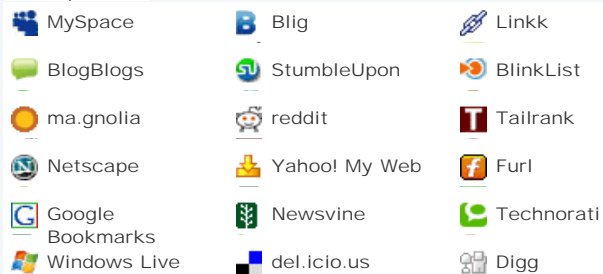 MySpace Blig Linkk
BlogBlogs StumbleUpon BlinkList
ma.gnolia reddit Tailrank
Netscape Yahoo! My Web Furl
Google Bookmarks Newsvine Technorati
Windows Live del.icio.us Digg